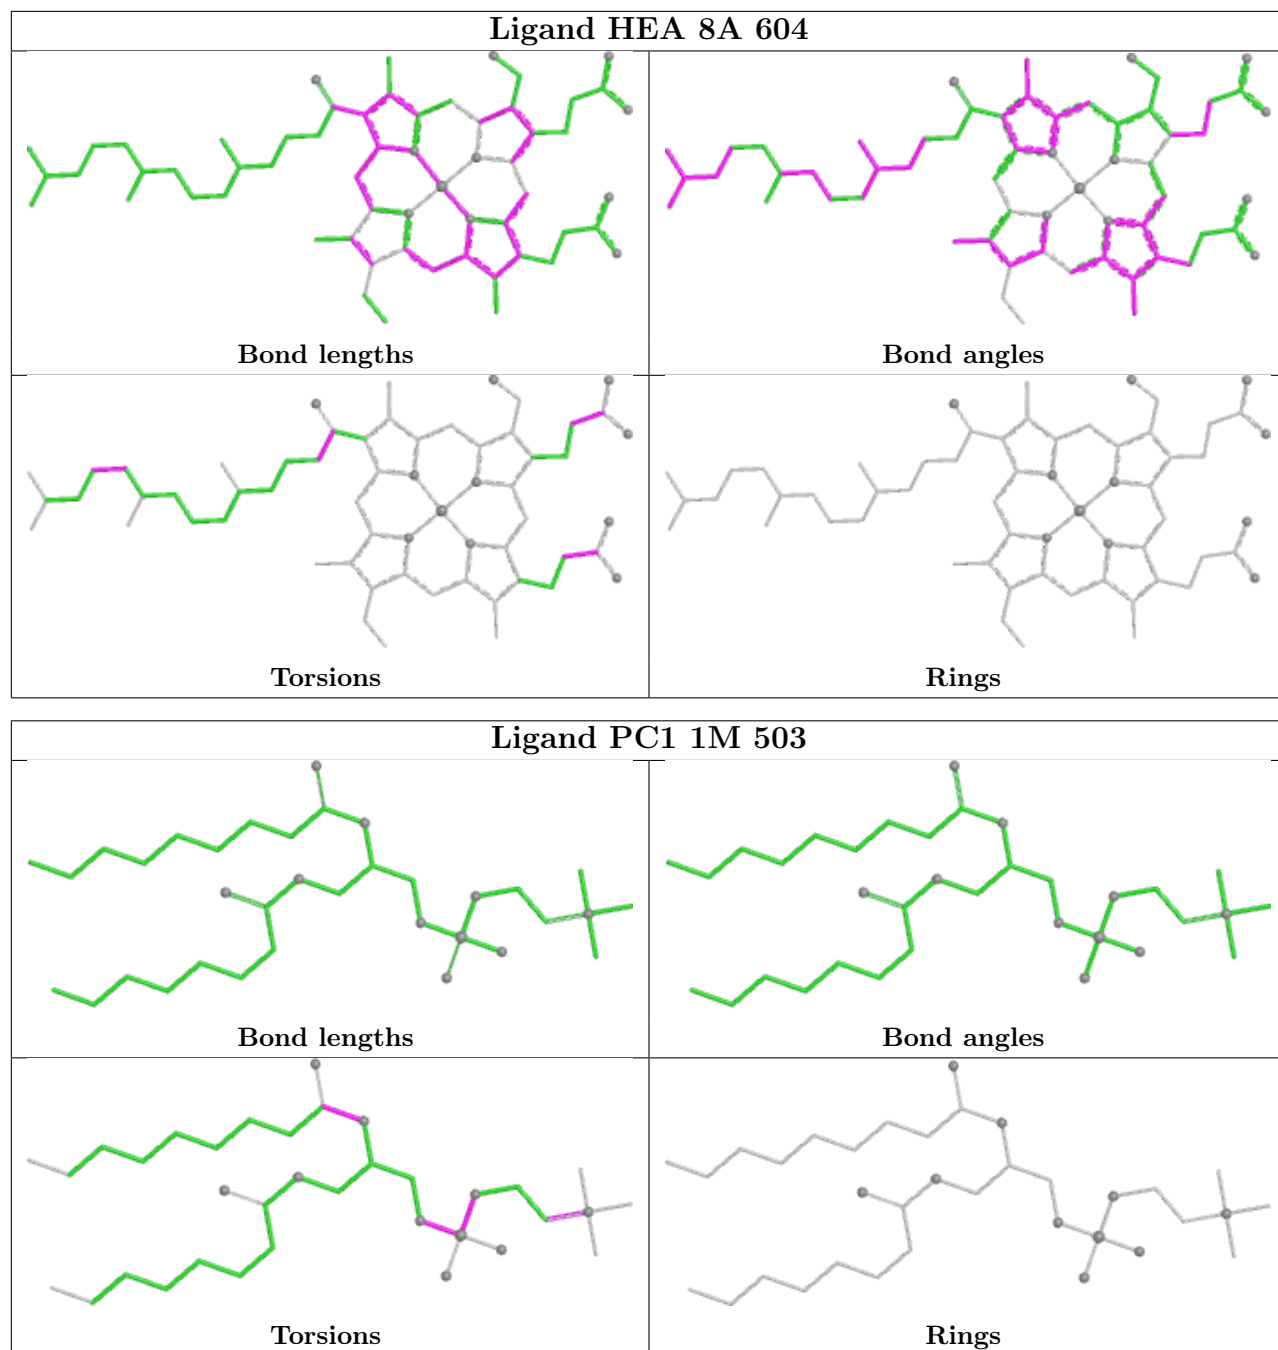 Ligand HEA 8A 604
Bond lengths
Bond angles
Torsions
Rings
Ligand PC1 1M 503
Bond lengths
Bond angles
Torsions
Rings